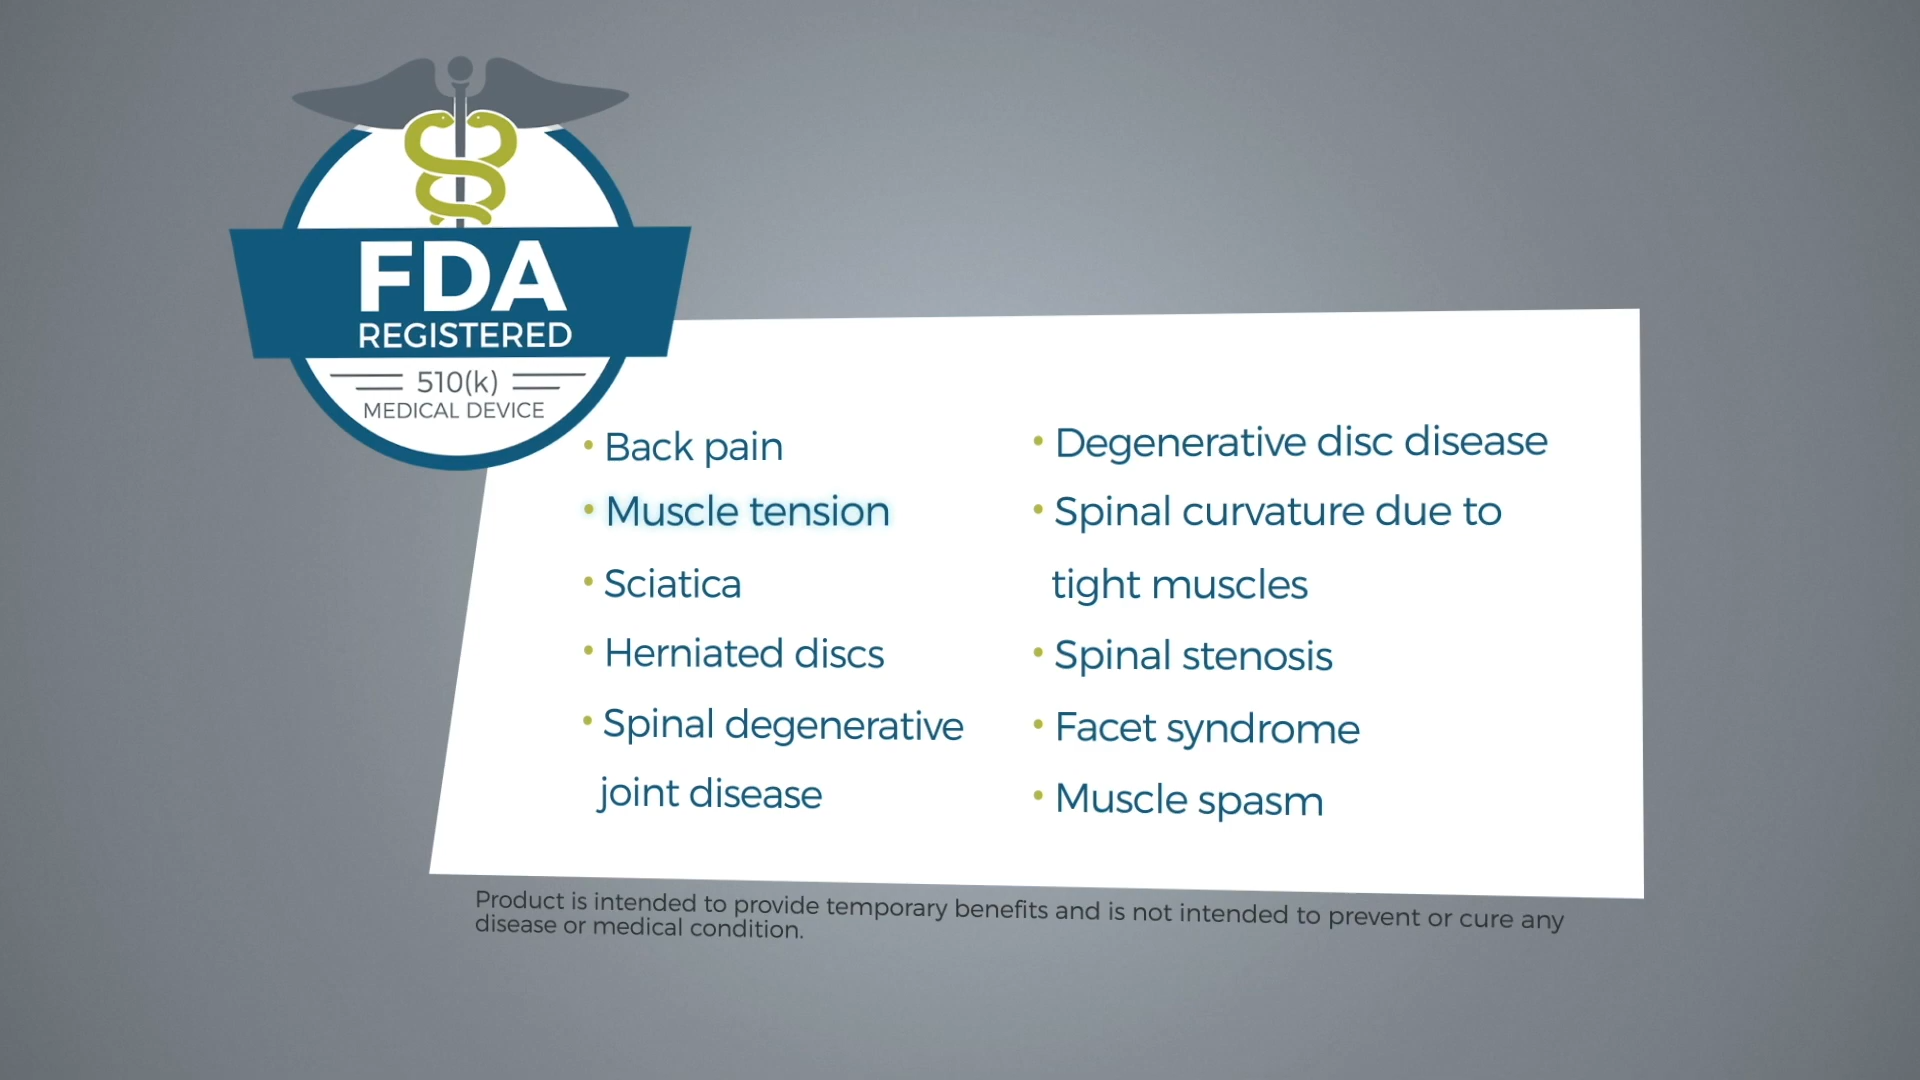 FDA
REGISTERED
510(k)
MEDICAL DEVICE
• Back pain
• Muscle tension
• Sciatica
• Herniated discs
• Spinal degenerative
joint disease
• Degenerative disc disease
• Spinal curvature due to
tight muscles
• Spinal stenosis
• Facet syndrome
• Muscle spasm
Product is intended to provide temporary benefits and is not intended to prevent or cure any
disease or medical condition.